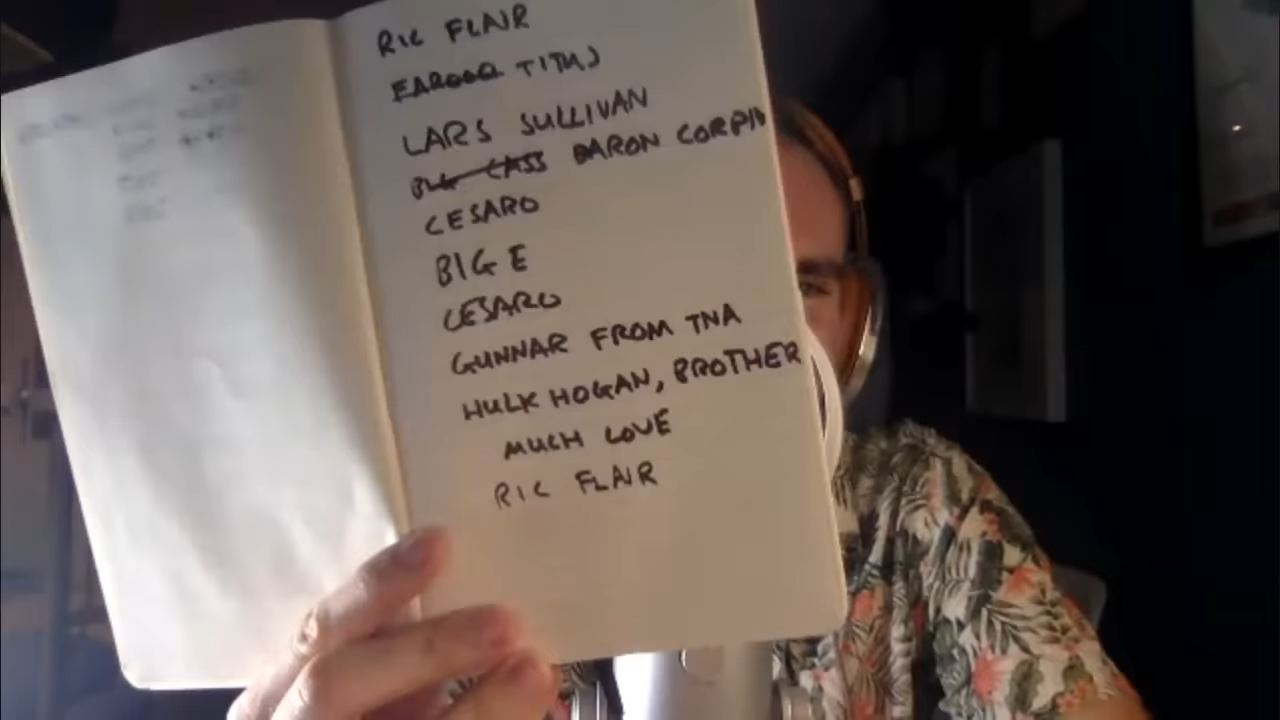 RIC FLAIR
FAROOQ TITUS
LARS SULLIVAN
BIG CASS BARON CORBIN
CESARO
BIG E
CESARO
GUNNAR FROM TNA
HULK HOGAN, BROTHER
MUCH LOVE
RIC FLAIR